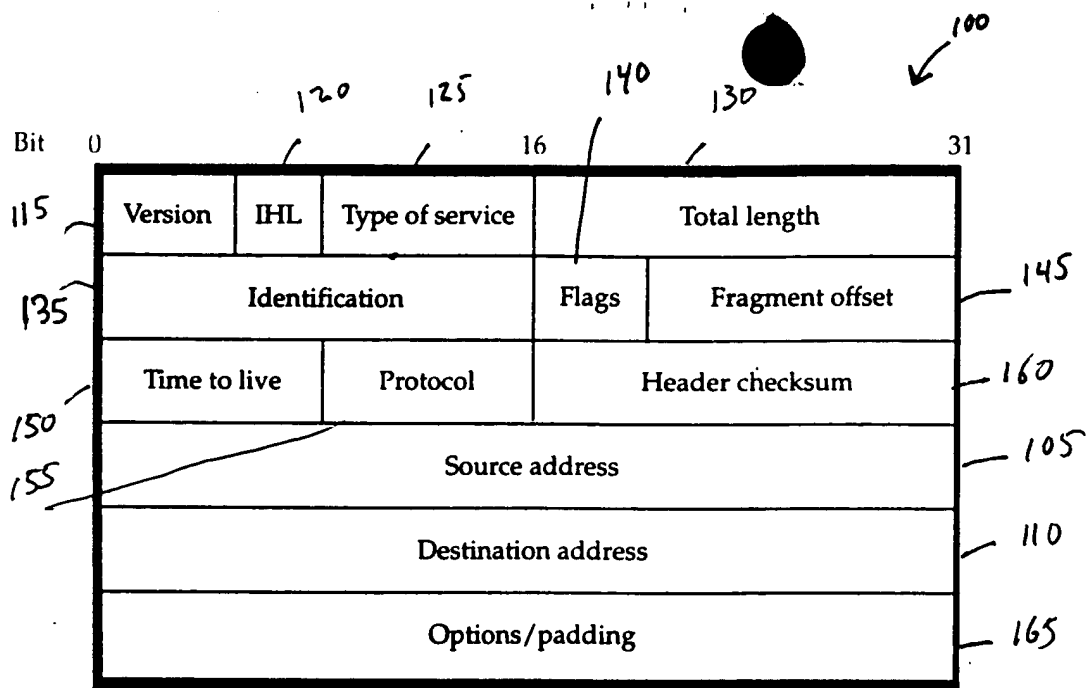 100
120 125 140 130
Bit 0 16 31
115 Version IHL Type of service Total length
135 Identification Flags Fragment offset 145
150 Time to live Protocol Header checksum 160
155 Source address 105
Destination address 110
Options/padding 165